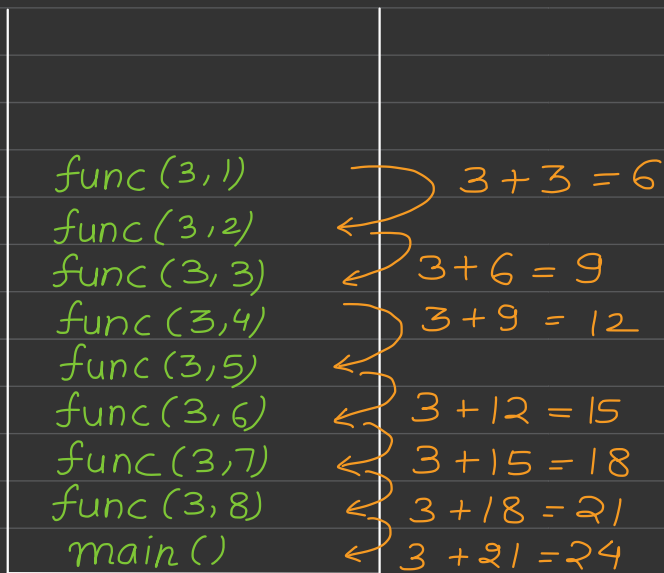 func (3,1) 3 + 3 = 6
func (3,2)
func (3, 3) 3+6 = 9
func (3,4) 3+9 = 12
func (3,5)
func (3,6) 3 +12 = 15
func (3,7) 3 +15 = 18
func (3, 8) 3 +18 = 21
main () 3 +21 = 24